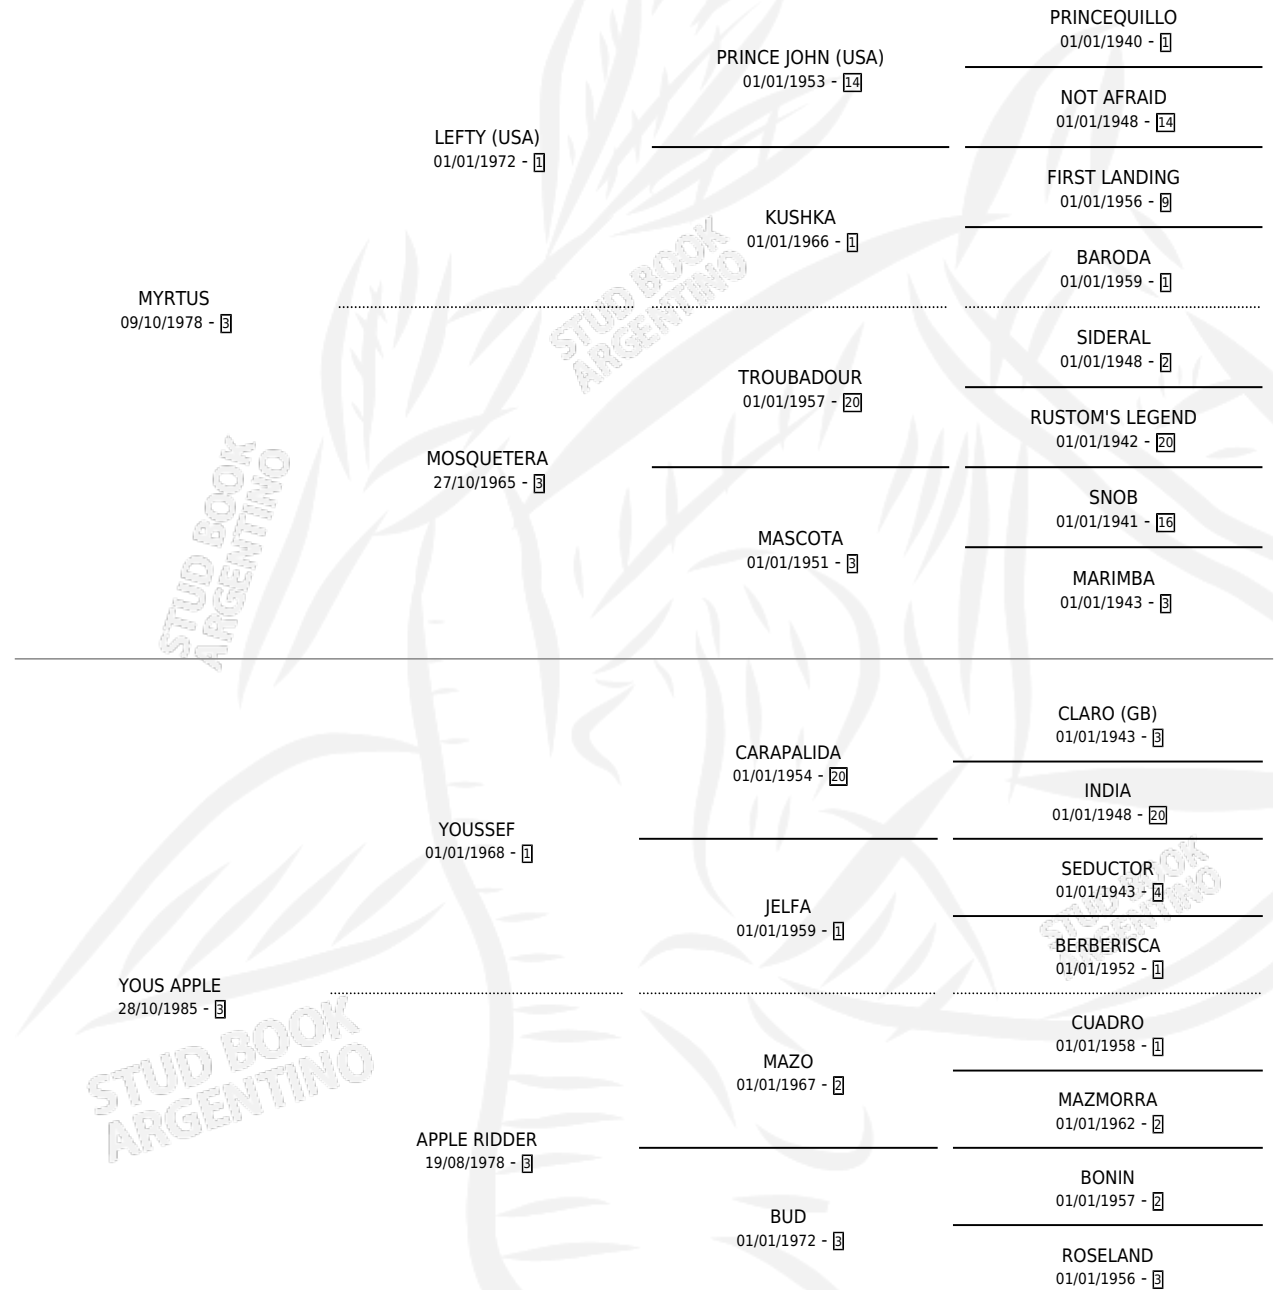 PRINCEQUILLO
01/01/1940 - 1
PRINCE JOHN (USA)
01/01/1953 - 14
NOT AFRAID
01/01/1948 - 14
LEFTY (USA)
01/01/1972 - 1
FIRST LANDING
01/01/1956 - 9
KUSHKA
01/01/1966 - 1
BARODA
01/01/1959 - 1
MYRTUS
09/10/1978 - 3
SIDERAL
01/01/1948 - 2
TROUBADOUR
01/01/1957 - 20
RUSTOM'S LEGEND
01/01/1942 - 20
MOSQUETERA
27/10/1965 - 3
SNOB
01/01/1941 - 16
MASCOTA
01/01/1951 - 3
MARIMBA
01/01/1943 - 3
STUD BOOK
ARGENTINO
STUD BOOK
ARGENTINO
CLARO (GB)
01/01/1943 - 3
CARAPALIDA
01/01/1954 - 20
INDIA
01/01/1948 - 20
YOUSSEF
01/01/1968 - 1
SEDUCTOR
01/01/1943 - 4
JELFA
01/01/1959 - 1
BERBERISCA
01/01/1952 - 1
YOUS APPLE
28/10/1985 - 3
CUADRO
01/01/1958 - 1
MAZO
01/01/1967 - 2
MAZMORRA
01/01/1962 - 2
APPLE RIDDER
19/08/1978 - 3
BONIN
01/01/1957 - 2
BUD
01/01/1972 - 3
ROSELAND
01/01/1956 - 3
STUD BOOK
ARGENTINO
STUD BOOK
ARGENTINO